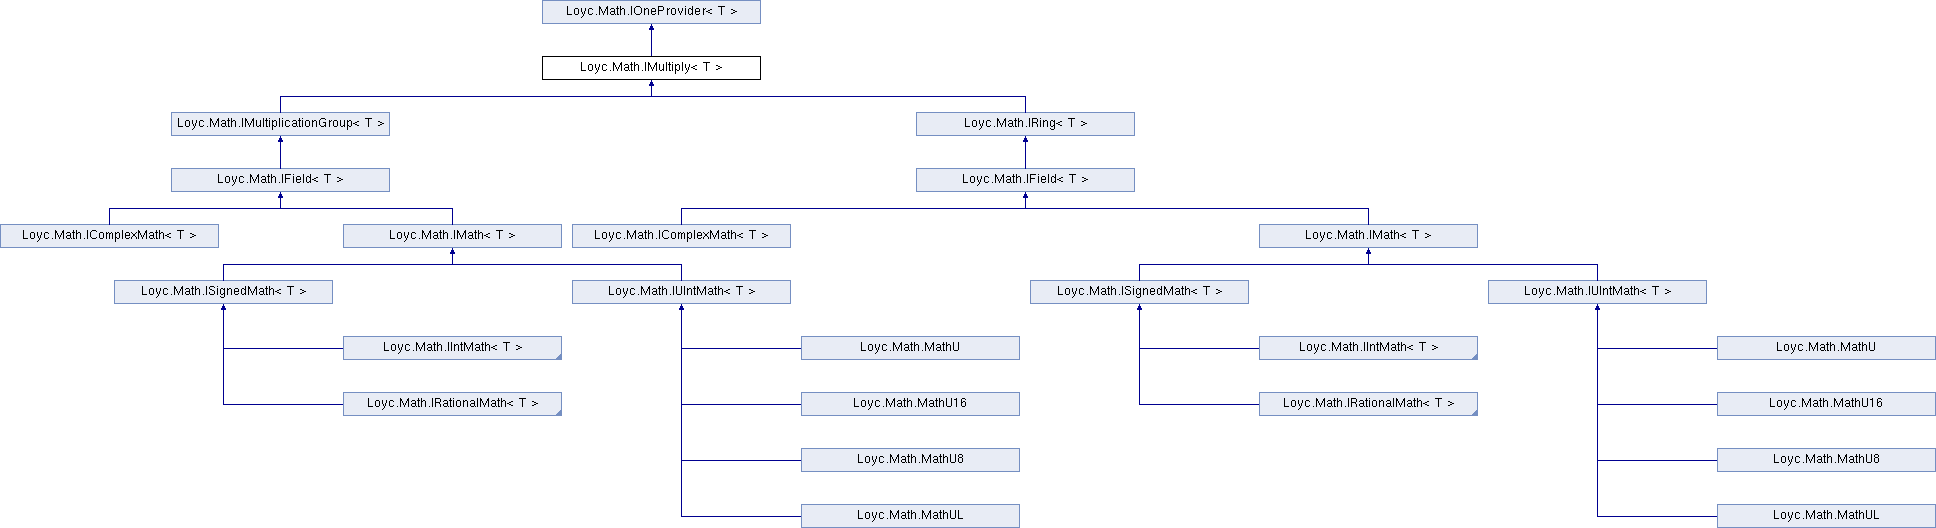 Loyc.Math.IOneProvider< T >
Loyc.Math.IMultiply< T >
Loyc.Math.IMultiplicationGroup< T >
Loyc.Math.IRing< T >
Loyc.Math.IField< T >
Loyc.Math.IField< T >
Loyc.Math.IComplexMath< T >
Loyc.Math.IMath< T >
Loyc.Math.IComplexMath< T >
Loyc.Math.IMath< T >
Loyc.Math.ISignedMath< T >
Loyc.Math.IUIntMath< T >
Loyc.Math.ISignedMath< T >
Loyc.Math.IUIntMath< T >
Loyc.Math.IIntMath< T >
Loyc.Math.MathU
Loyc.Math.IIntMath< T >
Loyc.Math.MathU
Loyc.Math.IRationalMath< T >
Loyc.Math.MathU16
Loyc.Math.IRationalMath< T >
Loyc.Math.MathU16
Loyc.Math.MathU8
Loyc.Math.MathU8
Loyc.Math.MathUL
Loyc.Math.MathUL